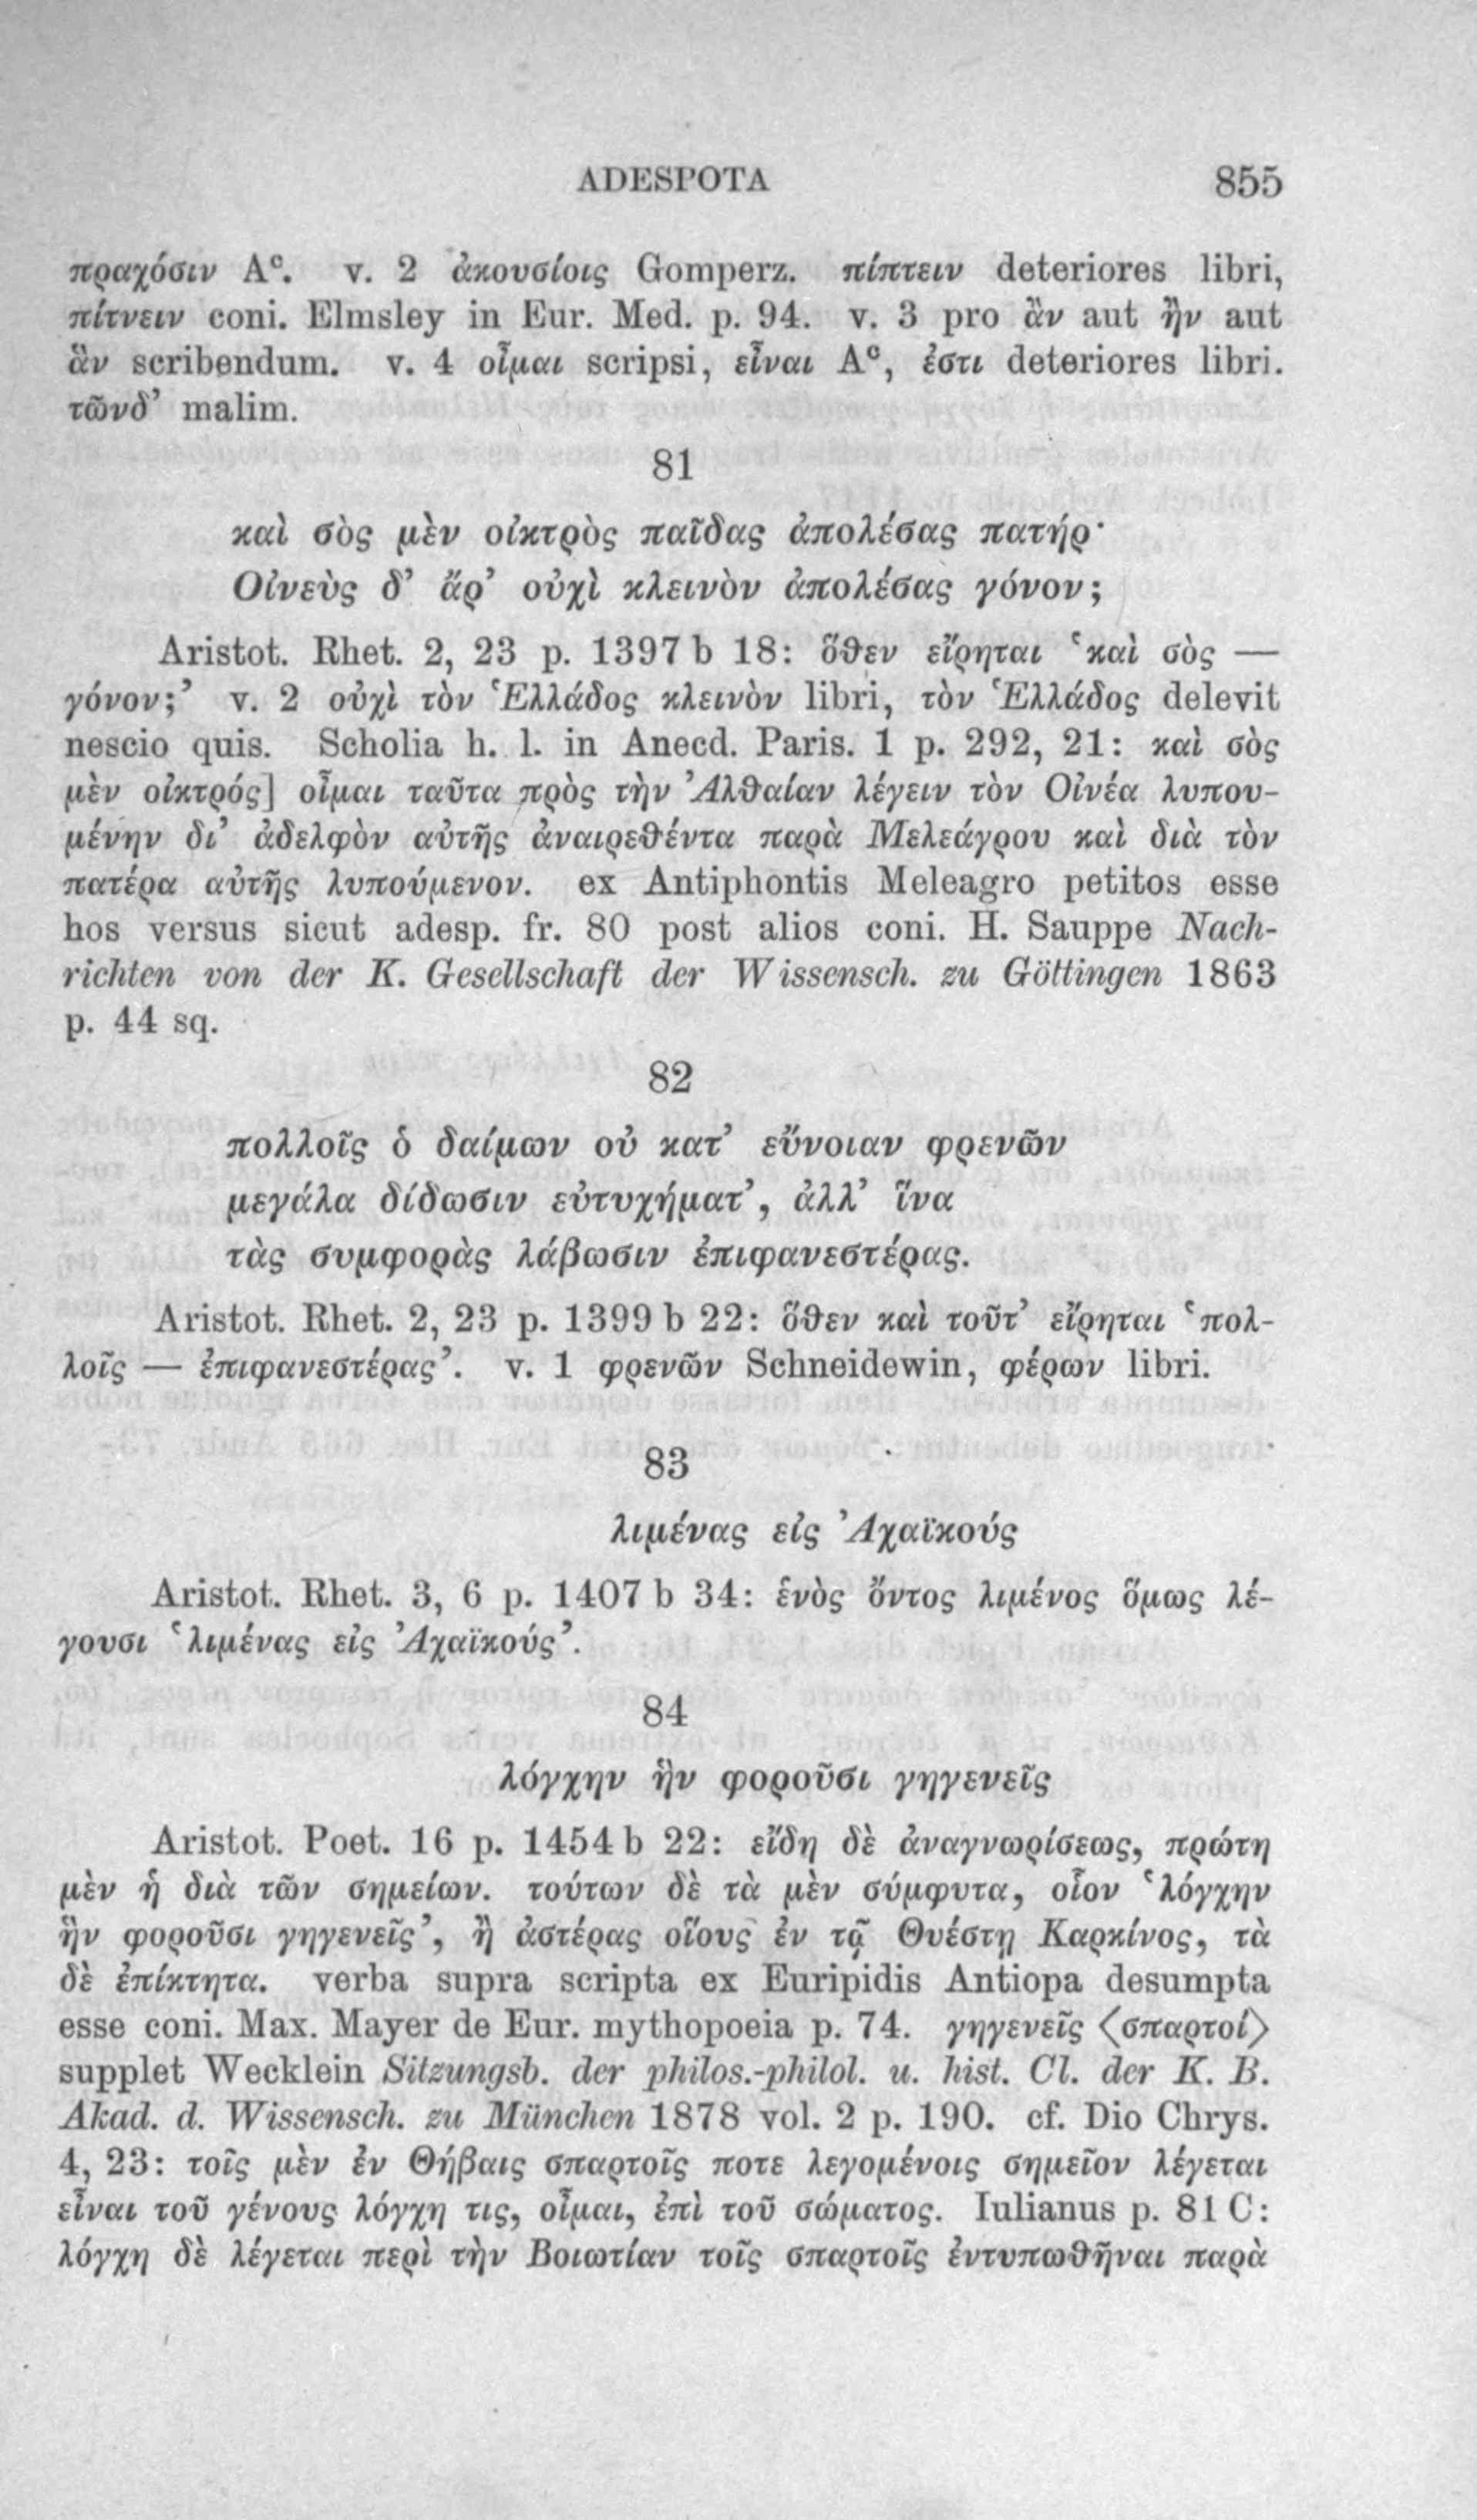 ADESPOTA 855
πραχόσιν Aᶜ. v. 2 ἀκουσίοις Gomperz. πίπτειν deteriores libri,
πίτνειν coni. Elmsley in Eur. Med. p. 94. v. 3 pro ἂν aut ἢν aut
ἃν scribendum. v. 4 οἶμαι scripsi, εἶναι Aᶜ, ἐστι deteriores libri.
τῶνδ’ malim.
81
καὶ σὸς μὲν οἰκτρὸς παῖδας ἀπολέσας πατήρ·
Οἰνεὺς δ’ ἄρ’ οὐχὶ κλεινὸν ἀπολέσας γόνον;
Aristot. Rhet. 2, 23 p. 1397 b 18: ὅθεν εἴρηται ‘καὶ σὸς —
γόνον;’ v. 2 οὐχὶ τὸν Ἑλλάδος κλεινὸν libri, τὸν Ἑλλάδος delevit
nescio quis. Scholia h. l. in Anecd. Paris. 1 p. 292, 21: καὶ σὸς
μὲν οἰκτρός] οἶμαι ταῦτα πρὸς τὴν Ἀλθαίαν λέγειν τὸν Οἰνέα λυπου-
μένην δι’ ἀδελφὸν αὐτῆς ἀναιρεθέντα παρὰ Μελεάγρου καὶ διὰ τὸν
πατέρα αὐτῆς λυπούμενον. ex Antiphontis Meleagro petitos esse
hos versus sicut adesp. fr. 80 post alios coni. H. Sauppe Nach-
richten von der K. Gesellschaft der Wissensch. zu Göttingen 1863
p. 44 sq.
82
πολλοῖς ὁ δαίμων οὐ κατ’ εὔνοιαν φρενῶν
μεγάλα δίδωσιν εὐτυχήματ’, ἀλλ’ ἵνα
τὰς συμφορὰς λάβωσιν ἐπιφανεστέρας.
Aristot. Rhet. 2, 23 p. 1399 b 22: ὅθεν καὶ τοῦτ’ εἴρηται ‘πολ-
λοῖς — ἐπιφανεστέρας’. v. 1 φρενῶν Schneidewin, φέρων libri.
83
λιμένας εἰς Ἀχαϊκούς
Aristot. Rhet. 3, 6 p. 1407 b 34: ἑνὸς ὄντος λιμένος ὅμως λέ-
γουσι ‘λιμένας εἰς Ἀχαϊκούς’.
84
λόγχην ἣν φοροῦσι γηγενεῖς
Aristot. Poet. 16 p. 1454 b 22: εἴδη δὲ ἀναγνωρίσεως, πρώτη
μὲν ἡ διὰ τῶν σημείων. τούτων δὲ τὰ μὲν σύμφυτα, οἷον ‘λόγχην
ἣν φοροῦσι γηγενεῖς’, ἢ ἀστέρας οἵους ἐν τῷ Θυέστῃ Καρκίνος, τὰ
δὲ ἐπίκτητα. verba supra scripta ex Euripidis Antiopa desumpta
esse coni. Max. Mayer de Eur. mythopoeia p. 74. γηγενεῖς ⟨σπαρτοί⟩
supplet Wecklein Sitzungsb. der philos.-philol. u. hist. Cl. der K. B.
Akad. d. Wissensch. zu München 1878 vol. 2 p. 190. cf. Dio Chrys.
4, 23: τοῖς μὲν ἐν Θήβαις σπαρτοῖς ποτε λεγομένοις σημεῖον λέγεται
εἶναι τοῦ γένους λόγχη τις, οἶμαι, ἐπὶ τοῦ σώματος. Iulianus p. 81 C:
λόγχη δὲ λέγεται περὶ τὴν Βοιωτίαν τοῖς σπαρτοῖς ἐντυπωθῆναι παρὰ